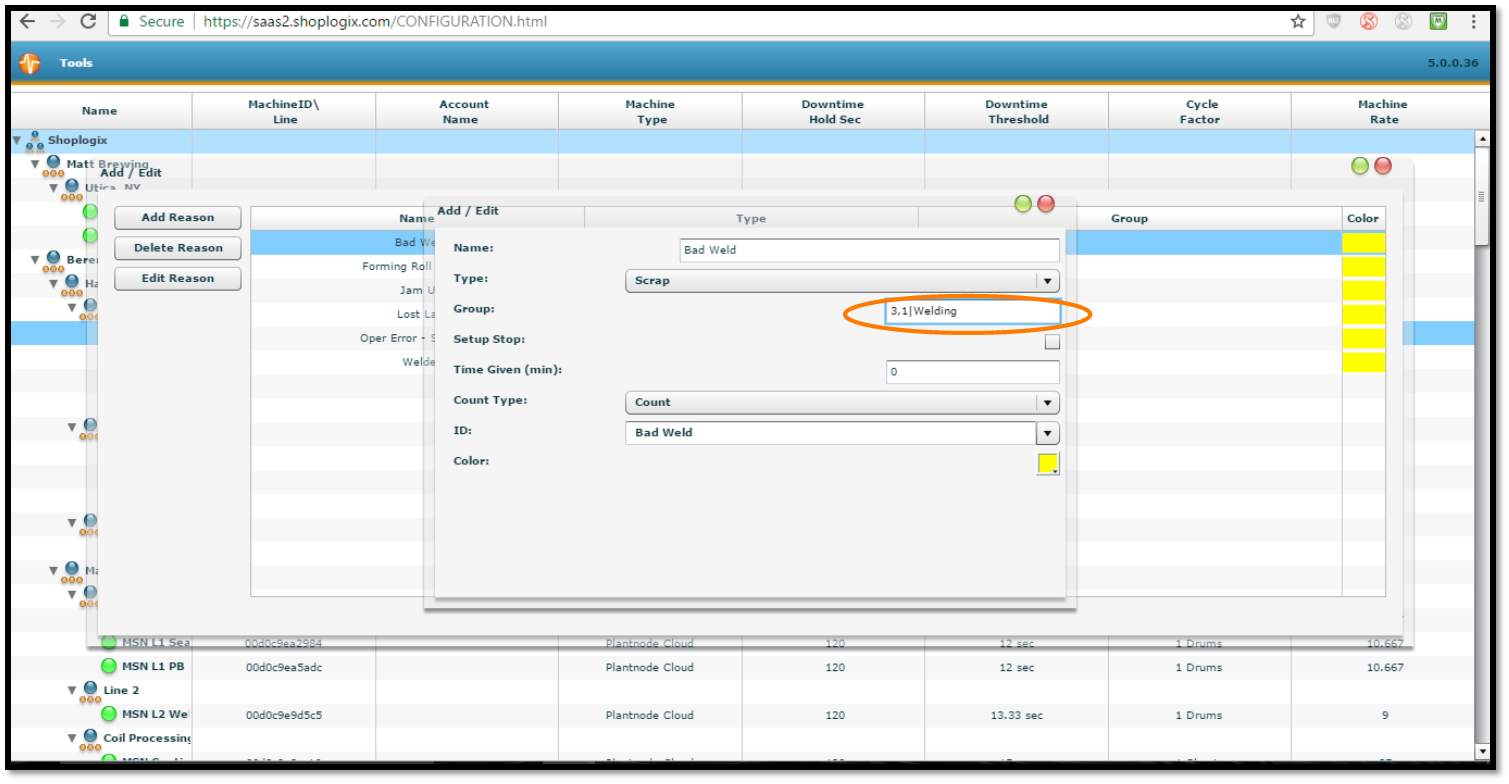 Secure | https://saas2.shoplogix.com/CONFIGURATION.html
Tools 5.0.0.36
Name MachineID\ Line Account Name Machine Type Downtime Hold Sec Downtime Threshold Cycle Factor Machine Rate
Shoplogix
Matt Brewing
Add / Edit
Utica, NY
Add Reason Name Add / Edit Type Group Color
Delete Reason Bad We Name: Bad Weld
Berer
Forming Roll
Edit Reason Type: Scrap
Ha
Jam U
Lost La Group: 3,1|Welding
Oper Error - S Setup Stop:
Welde Time Given (min): 0
Count Type: Count
ID: Bad Weld
Color:
Ma
MSN L1 Sea 00d0c9ea2984 Plantnode Cloud 120 12 sec 1 Drums 10.667
MSN L1 PB 00d0c9ea5adc Plantnode Cloud 120 12 sec 1 Drums 10.667
Line 2
MSN L2 We 00d0c9e9d5c5 Plantnode Cloud 120 13.33 sec 1 Drums 9
Coil Processing